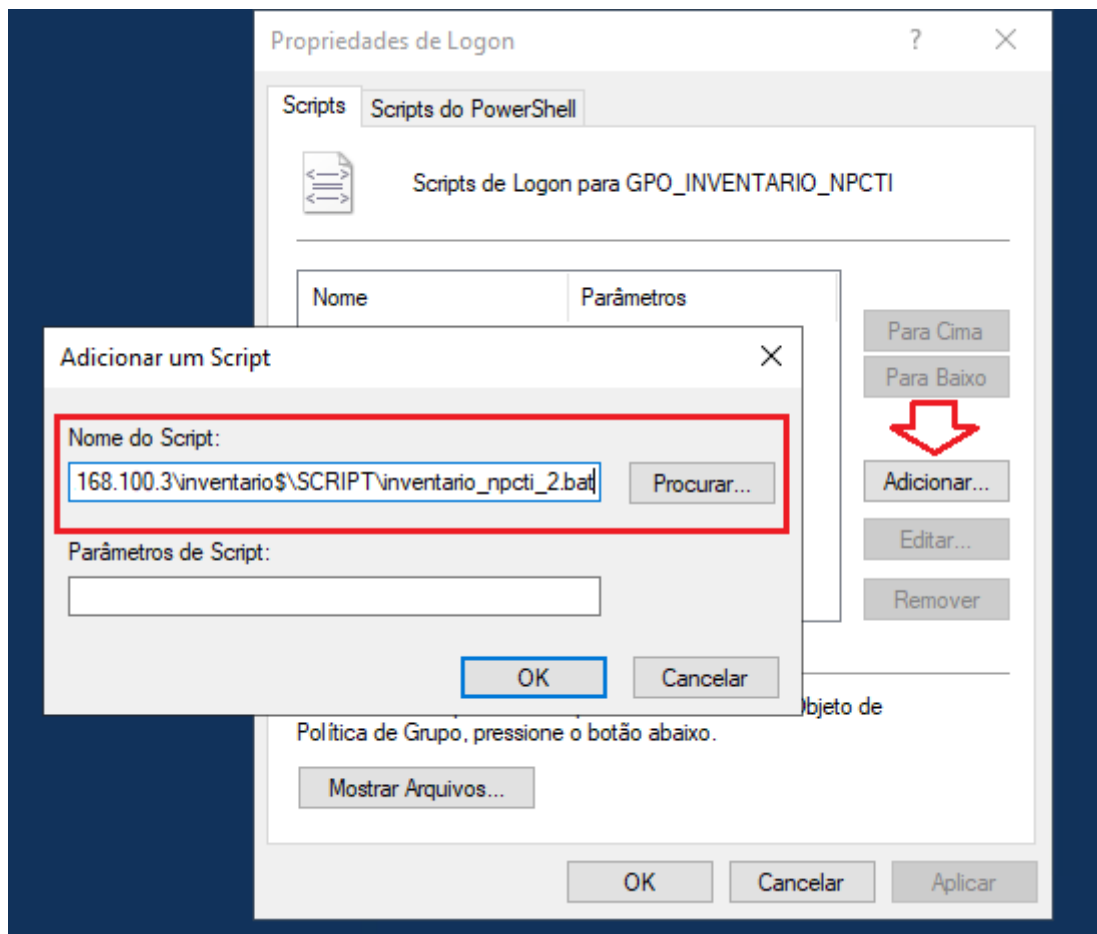 Propriedades de Logon
?
Scripts
Scripts do PowerShell
Scripts de Logon para GPO_INVENTARIO_NPCTI
Nome
Parâmetros
Para Cima
Para Baixo
Adicionar...
Editar...
Remover
Adicionar um Script
Nome do Script:
168.100.3\inventario$\SCRIPT\inventario_npcti_2.bat
Procurar...
Parâmetros de Script:
OK
Cancelar
Objeto de
Política de Grupo, pressione o botão abaixo.
Mostrar Arquivos...
OK
Cancelar
Aplicar